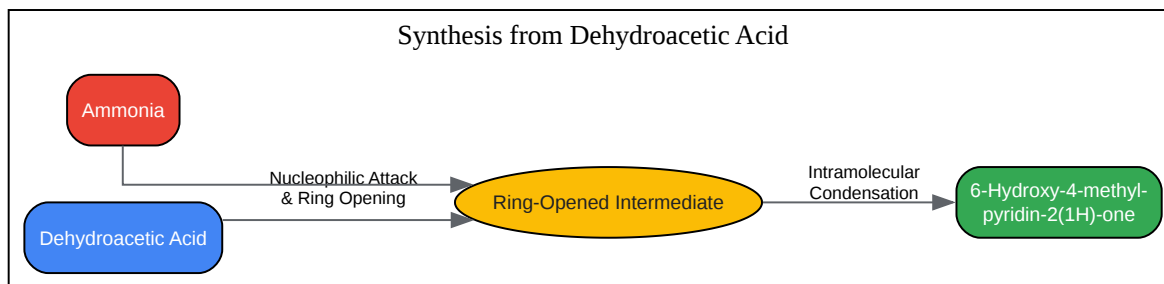 Synthesis from Dehydroacetic Acid
Ammonia
Nucleophilic Attack
& Ring Opening
Dehydroacetic Acid
Ring-Opened Intermediate
Intramolecular
Condensation
6-Hydroxy-4-methyl-
pyridin-2(1H)-one